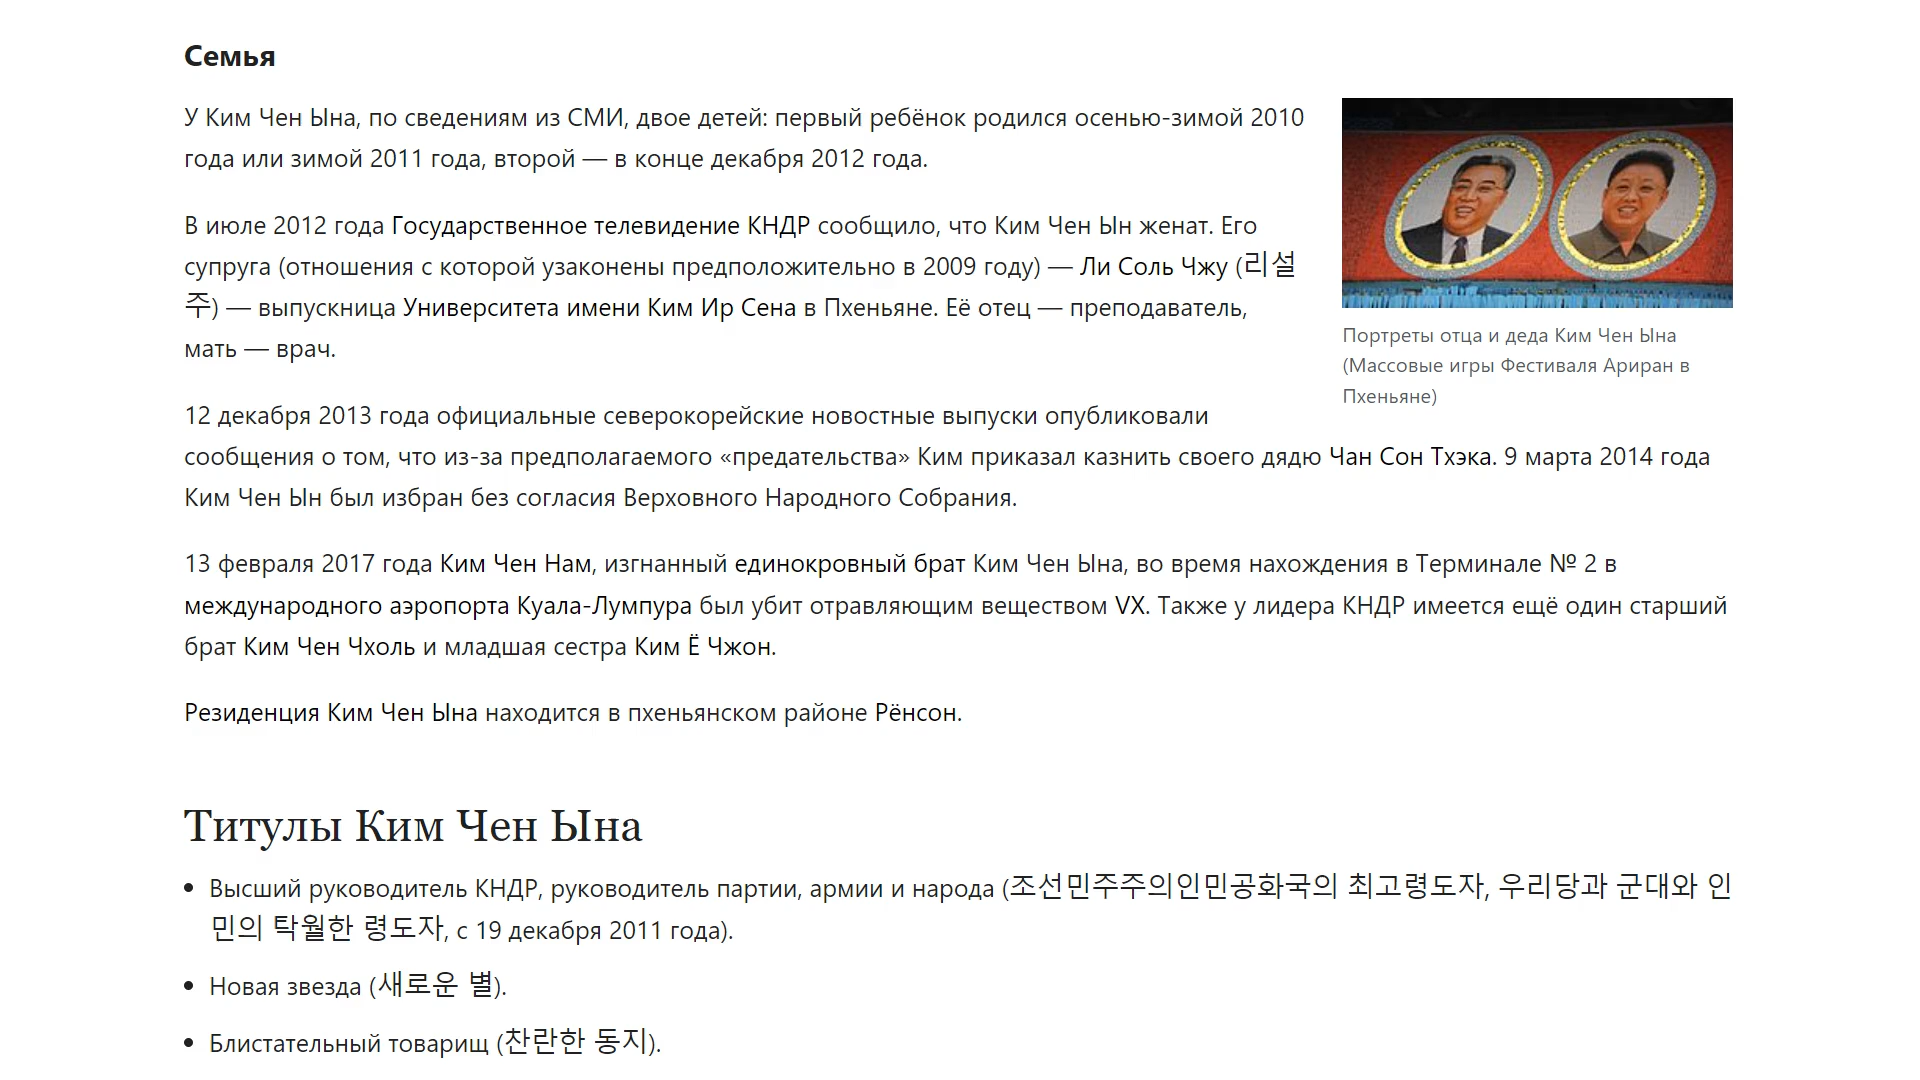 Семья
У Ким Чен Ына, по сведениям из СМИ, двое детей: первый ребёнок родился осенью-зимой 2010
года или зимой 2011 года, второй — в конце декабря 2012 года.
В июле 2012 года Государственное телевидение КНДР сообщило, что Ким Чен Ын женат. Его
супруга (отношения с которой узаконены предположительно в 2009 году) — Ли Соль Чжу (리설
주) — выпускница Университета имени Ким Ир Сена в Пхеньяне. Её отец — преподаватель,
мать — врач.
Портреты отца и деда Ким Чен Ына
(Массовые игры Фестиваля Ариран в
Пхеньяне)
12 декабря 2013 года официальные северокорейские новостные выпуски опубликовали
сообщения о том, что из-за предполагаемого «предательства» Ким приказал казнить своего дядю Чан Сон Тхэка. 9 марта 2014 года
Ким Чен Ын был избран без согласия Верховного Народного Собрания.
13 февраля 2017 года Ким Чен Нам, изгнанный единокровный брат Ким Чен Ына, во время нахождения в Терминале № 2 в
международного аэропорта Куала-Лумпура был убит отравляющим веществом VX. Также у лидера КНДР имеется ещё один старший
брат Ким Чен Чхоль и младшая сестра Ким Ё Чжон.
Резиденция Ким Чен Ына находится в пхеньянском районе Рёнсон.
Титулы Ким Чен Ына
• Высший руководитель КНДР, руководитель партии, армии и народа (조선민주주의인민공화국의 최고령도자, 우리당과 군대와 인
민의 탁월한 령도자, с 19 декабря 2011 года).
• Новая звезда (새로운 별).
• Блистательный товарищ (찬란한 동지).